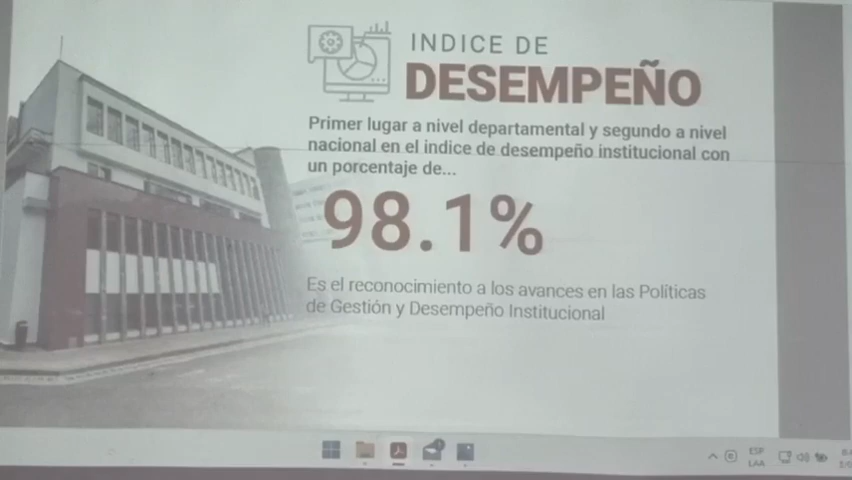 INDICE DE
DESEMPEÑO
Primer lugar a nivel departamental y segundo a nivel
nacional en el indice de desempeño institucional con
un porcentaje de...
98.1%
Es el reconocimiento a los avances en las Políticas
de Gestión y Desempeño Institucional
ESP
LAA